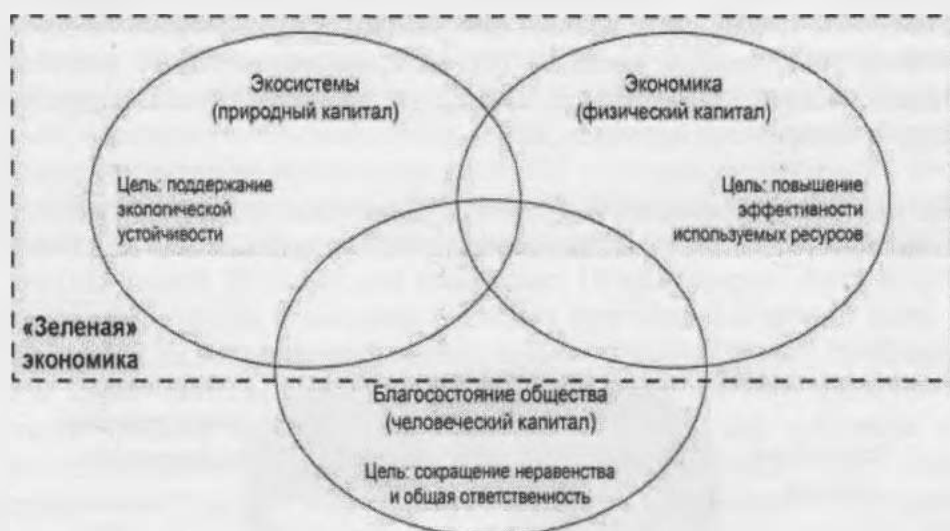 Экосистемы
(природный капитал)
Экономика
(физический капитал)
Цель: поддержание
экологической
устойчивости
Цель: повышение
эффективности
используемых ресурсов
«Зеленая»
экономика
Благосостояние общества
(человеческий капитал)
Цель: сокращение неравенства
и общая ответственность